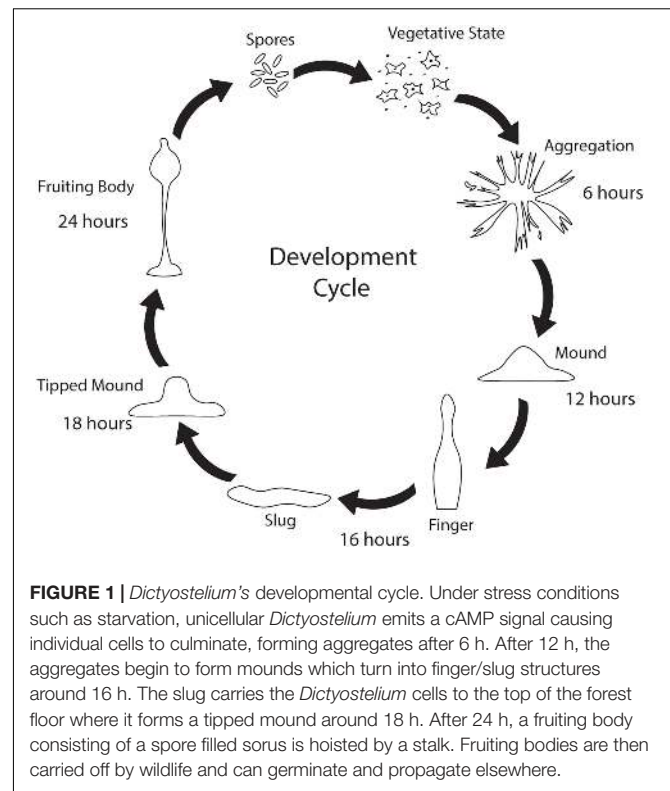 Spores
Vegetative State
Aggregation
6 hours
Fruiting Body
24 hours
Development
Cycle
Mound
12 hours
Tipped Mound
18 hours
Slug
Finger
16 hours
FIGURE 1 | Dictyostelium's developmental cycle. Under stress conditions
such as starvation, unicellular Dictyostelium emits a cAMP signal causing
individual cells to culminate, forming aggregates after 6 h. After 12 h, the
aggregates begin to form mounds which turn into finger/slug structures
around 16 h. The slug carries the Dictyostelium cells to the top of the forest
floor where it forms a tipped mound around 18 h. After 24 h, a fruiting body
consisting of a spore filled sorus is hoisted by a stalk. Fruiting bodies are then
carried off by wildlife and can germinate and propagate elsewhere.